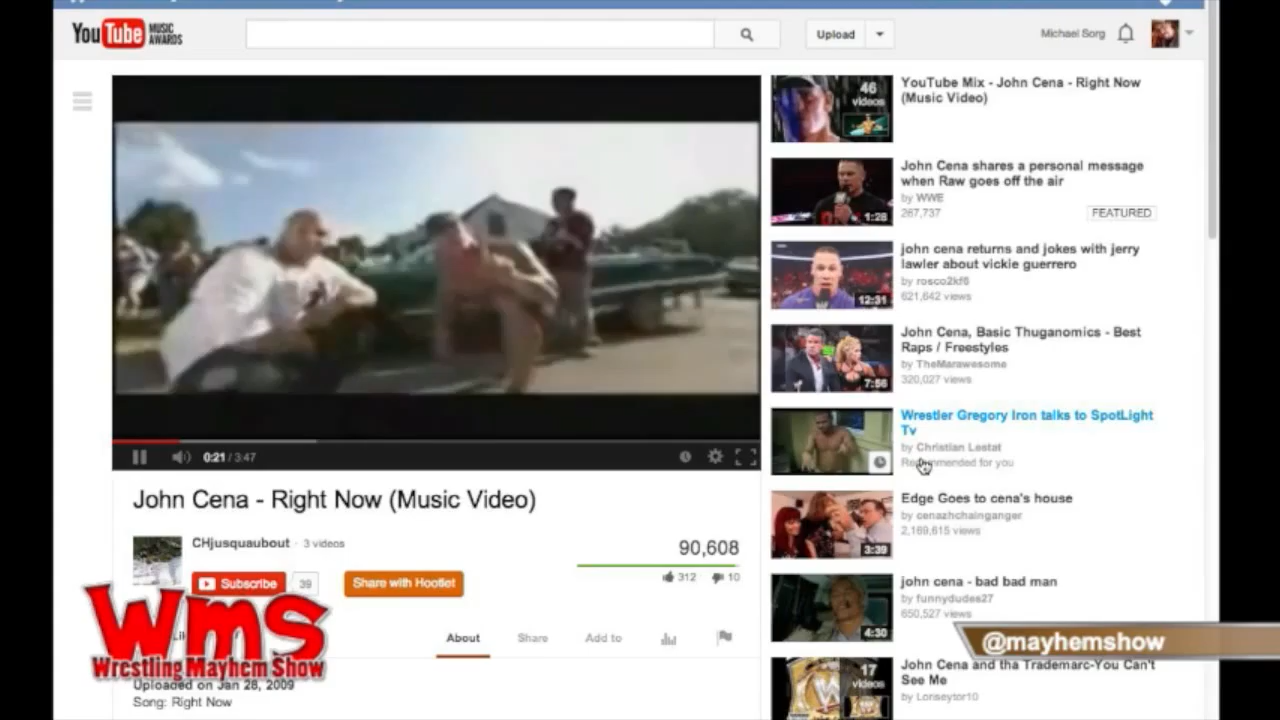 You Tube MUSIC AWARDS
Upload
Michael Sorg
0:21 / 3:47
John Cena - Right Now (Music Video)
CHjusquaubout · 3 videos
Subscribe
39
Share with Hootlet
90,608
312
10
About
Share
Add to
Uploaded on Jan 28, 2009
Song: Right Now
WMS
Wrestling Mayhem Show
46 videos
YouTube Mix - John Cena - Right Now
(Music Video)
1:28
John Cena shares a personal message
when Raw goes off the air
by WWE
267,737
FEATURED
12:31
john cena returns and jokes with jerry
lawler about vickie guerrero
by rosco2kf6
621,642 views
7:56
John Cena, Basic Thuganomics - Best
Raps / Freestyles
by TheMarawesome
320,027 views
Wrestler Gregory Iron talks to SpotLight
Tv
by Christian Lestat
Recommended for you
3:39
Edge Goes to cena's house
by cenazhchainganger
2,169,615 views
4:30
john cena - bad bad man
by funnydudes27
650,527 views
@mayhemshow
17 videos
John Cena and tha Trademarc-You Can't
See Me
by Loriseytor10